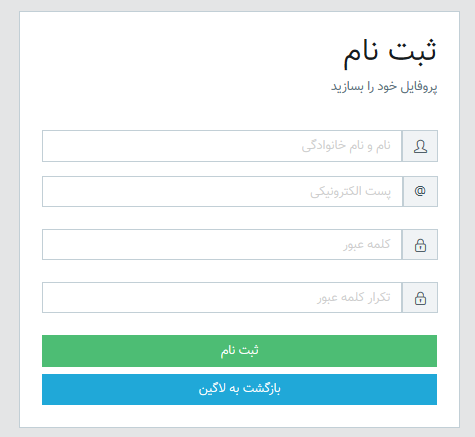 ثبت نام
پروفایل خود را بسازید
نام و نام خانوادگی
@ پست الکترونیکی
کلمه عبور
تکرار کلمه عبور
ثبت نام
بازگشت به لاگین